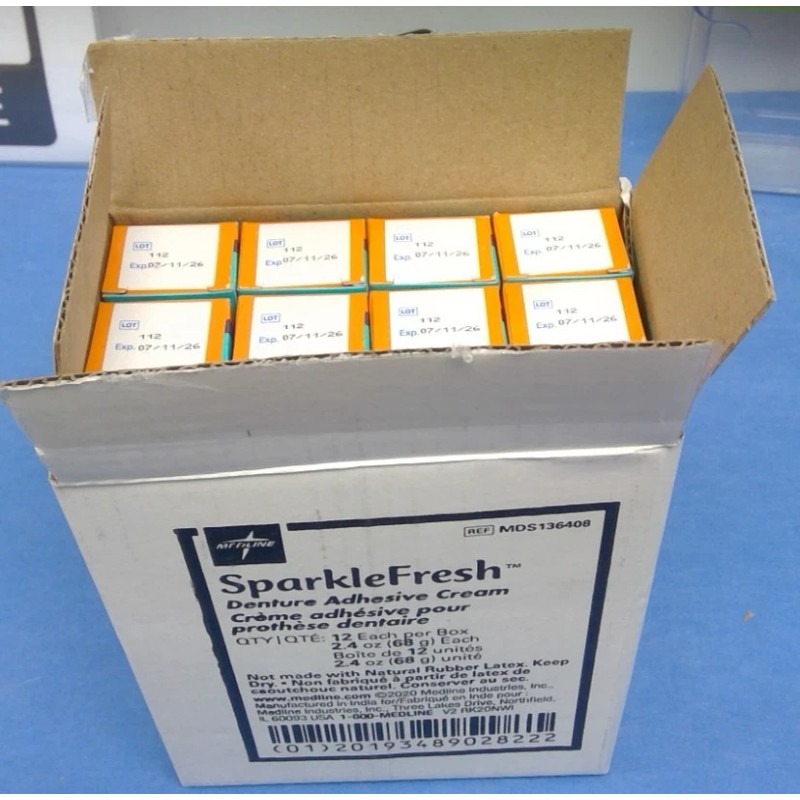 E
LOT 112
Exp. 07/11/26
LOT 112
Exp. 07/11/26
LOT 112
Exp. 07/11/26
LOT 112
Exp. 07/11/26
LOT 112
Exp. 07/11/26
LOT 112
Exp. 07/11/26
LOT 112
Exp. 07/11/26
LOT 112
Exp. 07/11/26
MEDLINE
REF MDS136408
SparkleFresh™
Denture Adhesive Cream
Crème adhésive pour
prothèse dentaire
QTY|QTÉ: 12 Each per Box
2.4 oz (68 g) Each
Boîte de 12 unités
2.4 oz (68 g) unité
Not made with Natural Rubber Latex. Keep
Dry. • Non fabriqué à partir de latex de
caoutchouc naturel. Conserver au sec.
www.medline.com ©2020 Medline Industries, Inc.,
Manufactured in India for/Fabriqué en Inde pour :
Medline Industries, Inc., Three Lakes Drive, Northfield,
IL 60093 USA 1-800-MEDLINE V2 RK20NWI
(01)20193489028222